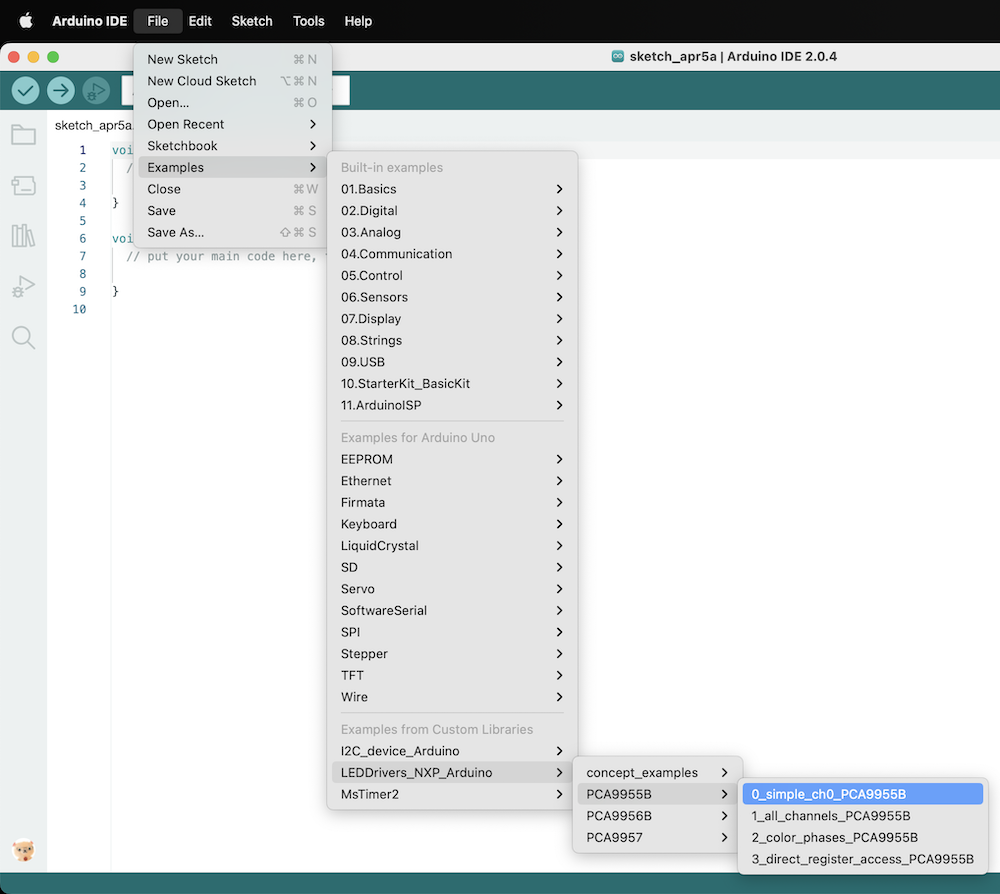 Arduino IDE File Edit Sketch Tools Help
sketch_apr5a | Arduino IDE 2.0.4
New Sketch ⌘ N
New Cloud Sketch ⌥ ⌘ N
Open... ⌘ O
Open Recent
Sketchbook
Examples
Close ⌘ W
Save ⌘ S
Save As... ⇧ ⌘ S
sketch_apr5a.
1 voi
2 /
3
4 }
5
6 voi
7 // put your main code here,
8
9 }
10
Built-in examples
01.Basics
02.Digital
03.Analog
04.Communication
05.Control
06.Sensors
07.Display
08.Strings
09.USB
10.StarterKit_BasicKit
11.ArduinoISP
Examples for Arduino Uno
EEPROM
Ethernet
Firmata
Keyboard
LiquidCrystal
SD
Servo
SoftwareSerial
SPI
Stepper
TFT
Wire
Examples from Custom Libraries
I2C_device_Arduino
LEDDrivers_NXP_Arduino
MsTimer2
concept_examples
PCA9955B
PCA9956B
PCA9957
0_simple_ch0_PCA9955B
1_all_channels_PCA9955B
2_color_phases_PCA9955B
3_direct_register_access_PCA9955B